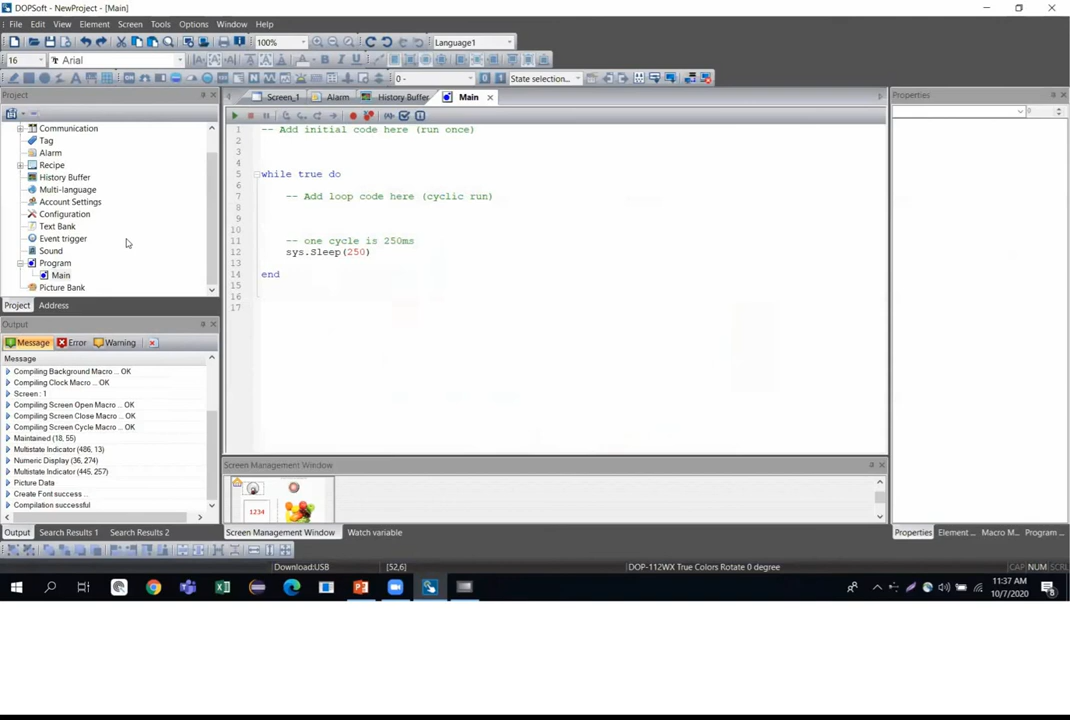 DOPSoft - NewProject - [Main]
File Edit View Element Screen Tools Options Window Help
100% Language1
16 Arial 0 - State selection...
Project Screen_1 Alarm History Buffer Main Properties
Communication
Tag
Alarm
Recipe
History Buffer
Multi-language
Account Settings
Configuration
Text Bank
Event trigger
Sound
Program
Main
Picture Bank
Project Address
1 -- Add initial code here (run once)
2
3
4
5 while true do
6
7 -- Add loop code here (cyclic run)
8
9
10
11 -- one cycle is 250ms
12 sys.Sleep(250)
13
14 end
15
16
17
Output
Message Error Warning
Message
Compiling Background Macro .. OK
Compiling Clock Macro .. OK
Screen : 1
Compiling Screen Open Macro .. OK
Compiling Screen Close Macro .. OK
Compiling Screen Cycle Macro .. OK
Maintained (18, 55)
Multistate Indicator (486, 13)
Numeric Display (36, 274)
Multistate Indicator (445, 257)
Picture Data
Create Font success ..
Compilation successful
Output Search Results 1 Search Results 2
Screen Management Window
1234
Screen Management Window Watch variable
Properties Element ... Macro M... Program ...
Download:USB [52,6] DOP-112WX True Colors Rotate 0 degree CAP NUM SCRL
11:37 AM
10/7/2020
8